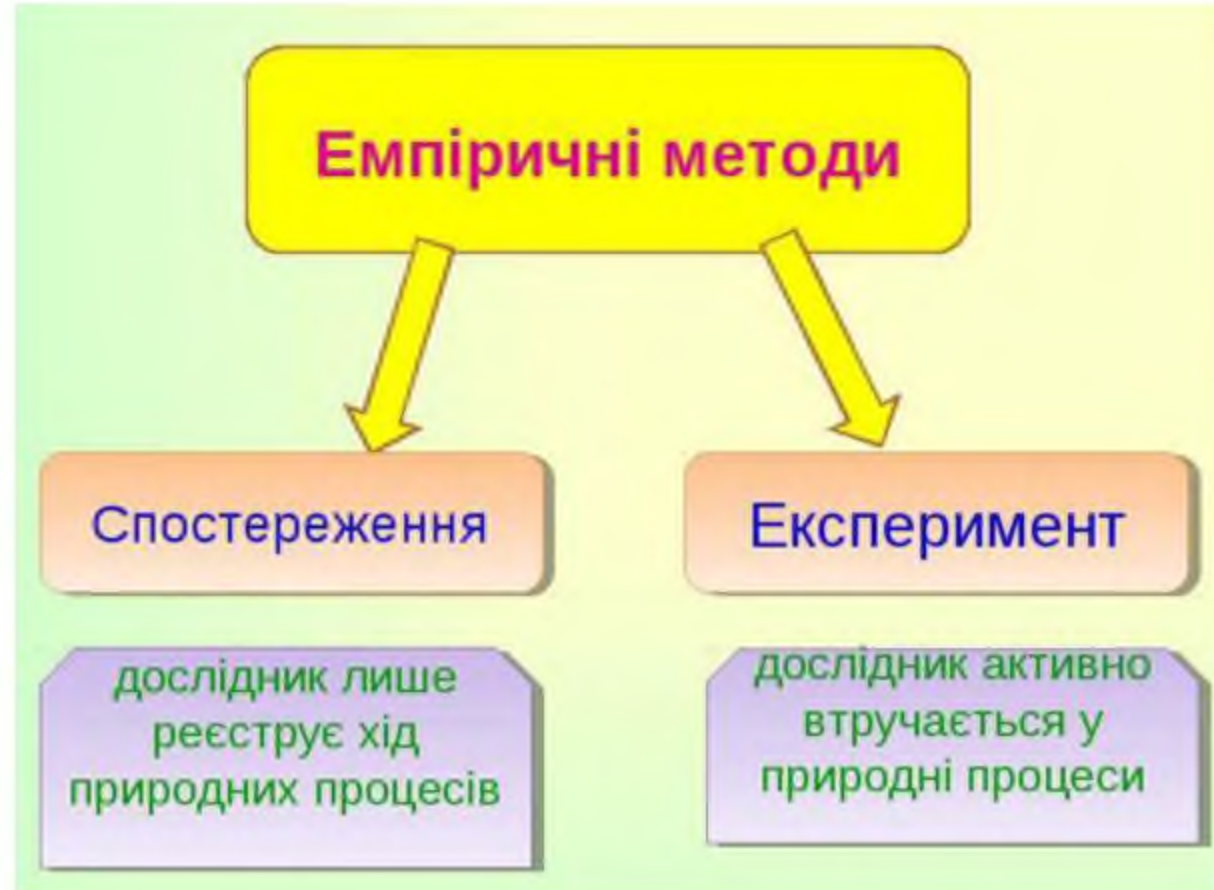 Емпіричні методи
Спостереження
Експеримент
дослідник лише
реєструє хід
природних процесів
дослідник активно
втручається у
природні процеси